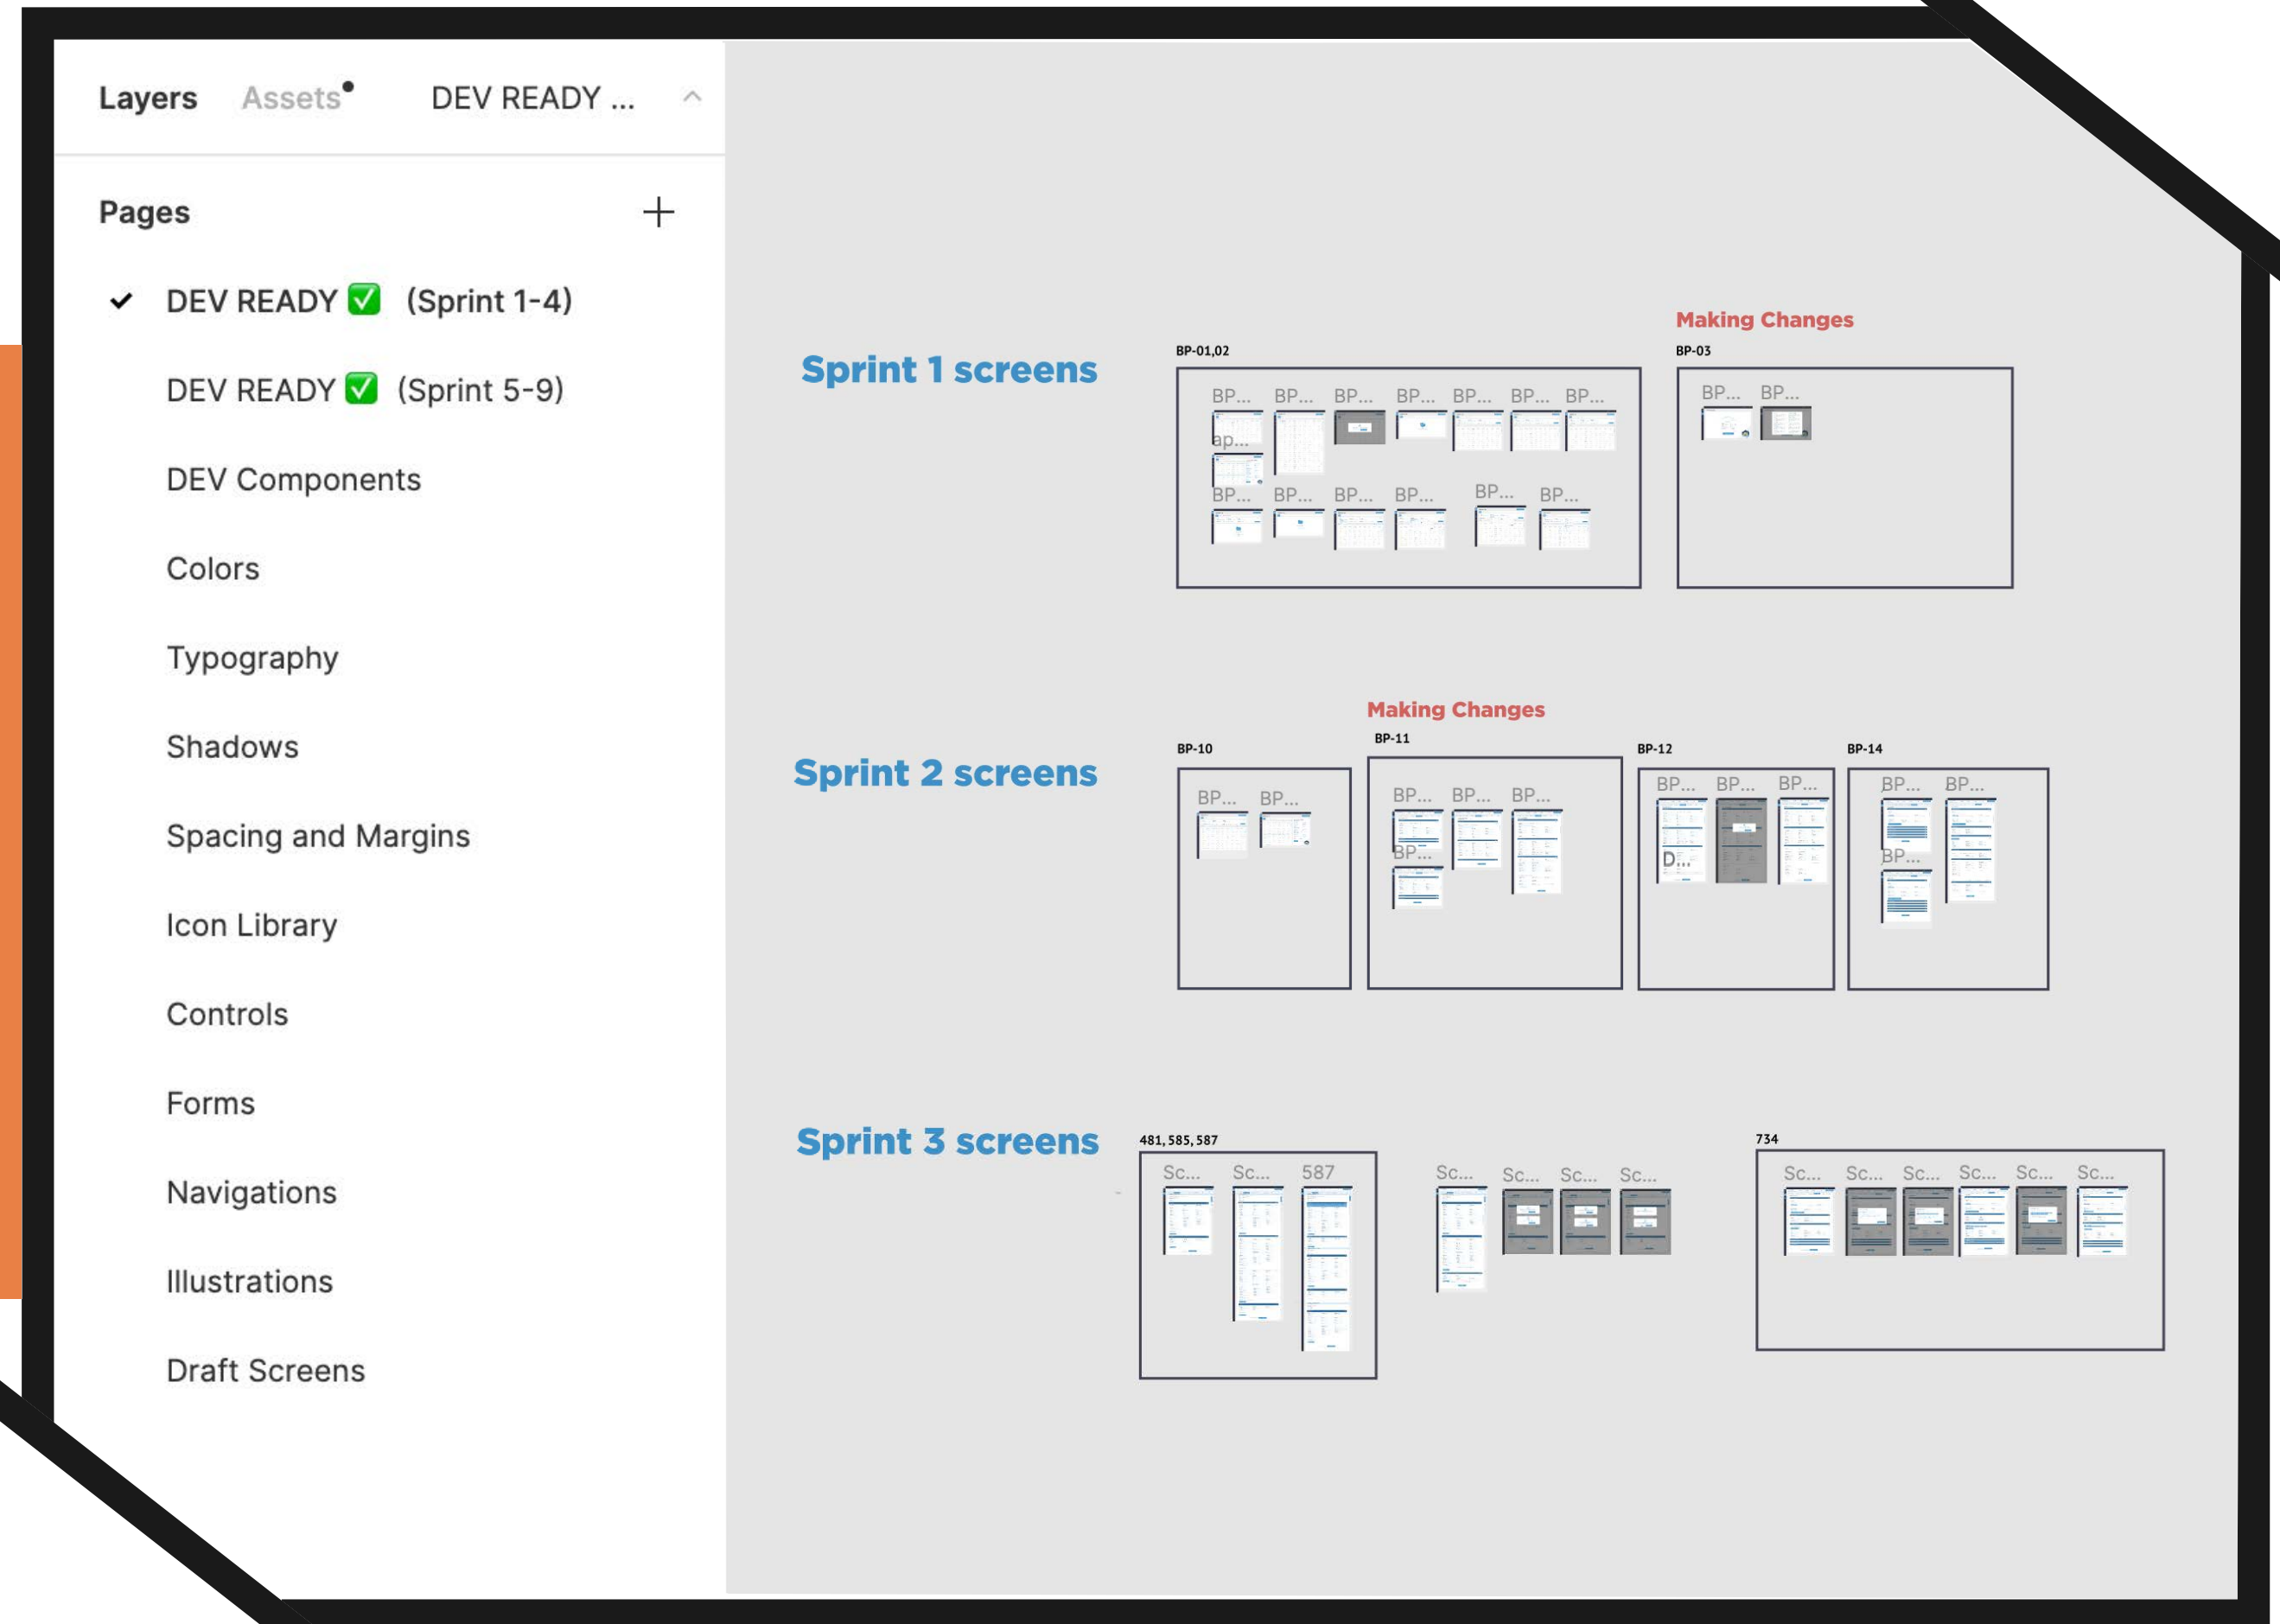 Layers Assets DEV READY ...
Pages
DEV READY ✅ (Sprint 1-4)
DEV READY ✅ (Sprint 5-9)
DEV Components
Colors
Typography
Shadows
Spacing and Margins
Icon Library
Controls
Forms
Navigations
Illustrations
Draft Screens
Making Changes
Sprint 1 screens
BP-01,02
BP-03
BP... BP... BP... BP... BP... BP... BP...
ap...
BP... BP... BP... BP... BP... BP...
BP... BP...
Making Changes
Sprint 2 screens
BP-10
BP-11
BP-12
BP-14
BP... BP...
BP... BP... BP...
BP...
BP... BP... BP...
D...
BP... BP...
BP...
Sprint 3 screens
481, 585, 587
Sc... Sc... 587
Sc... Sc... Sc... Sc...
734
Sc... Sc... Sc... Sc... Sc... Sc...